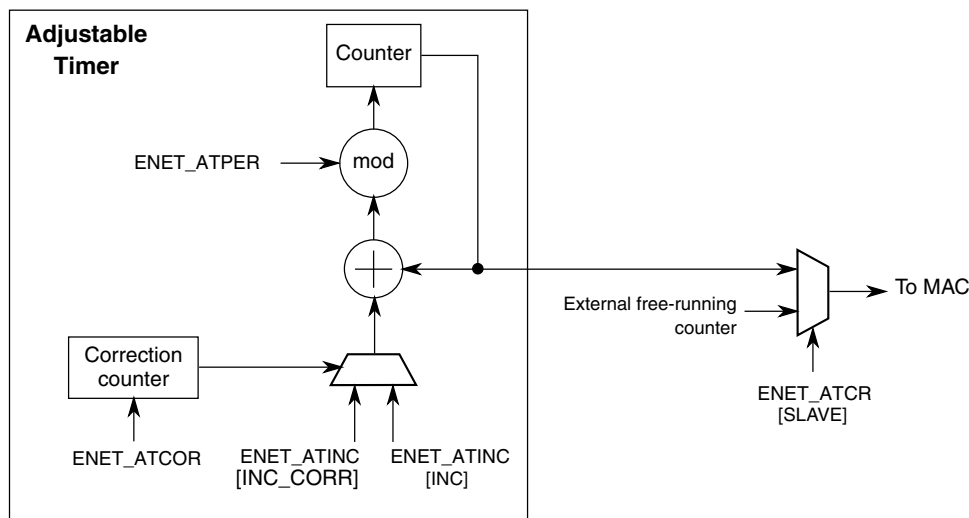 Adjustable
Timer
Counter
ENET_ATPER
mod
External free-running
counter
To MAC
Correction
counter
ENET_ATCR
[SLAVE]
ENET_ATCOR
ENET_ATINC
[INC_CORR]
ENET_ATINC
[INC]